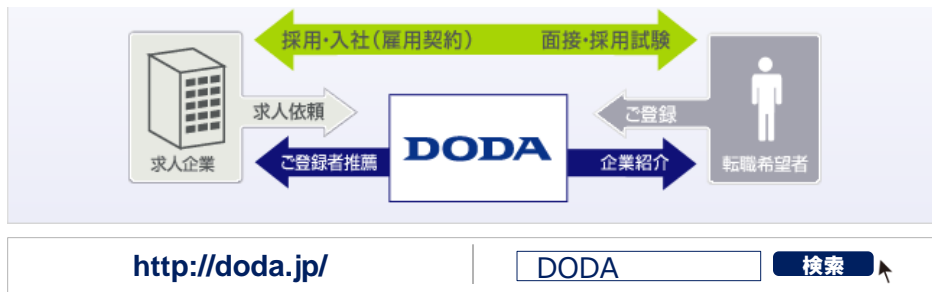 採用・入社（雇用契約） 面接・採用試験
求人依頼
ご登録
DODA
求人企業
ご登録者推薦
企業紹介
転職希望者
http://doda.jp/
DODA
検索